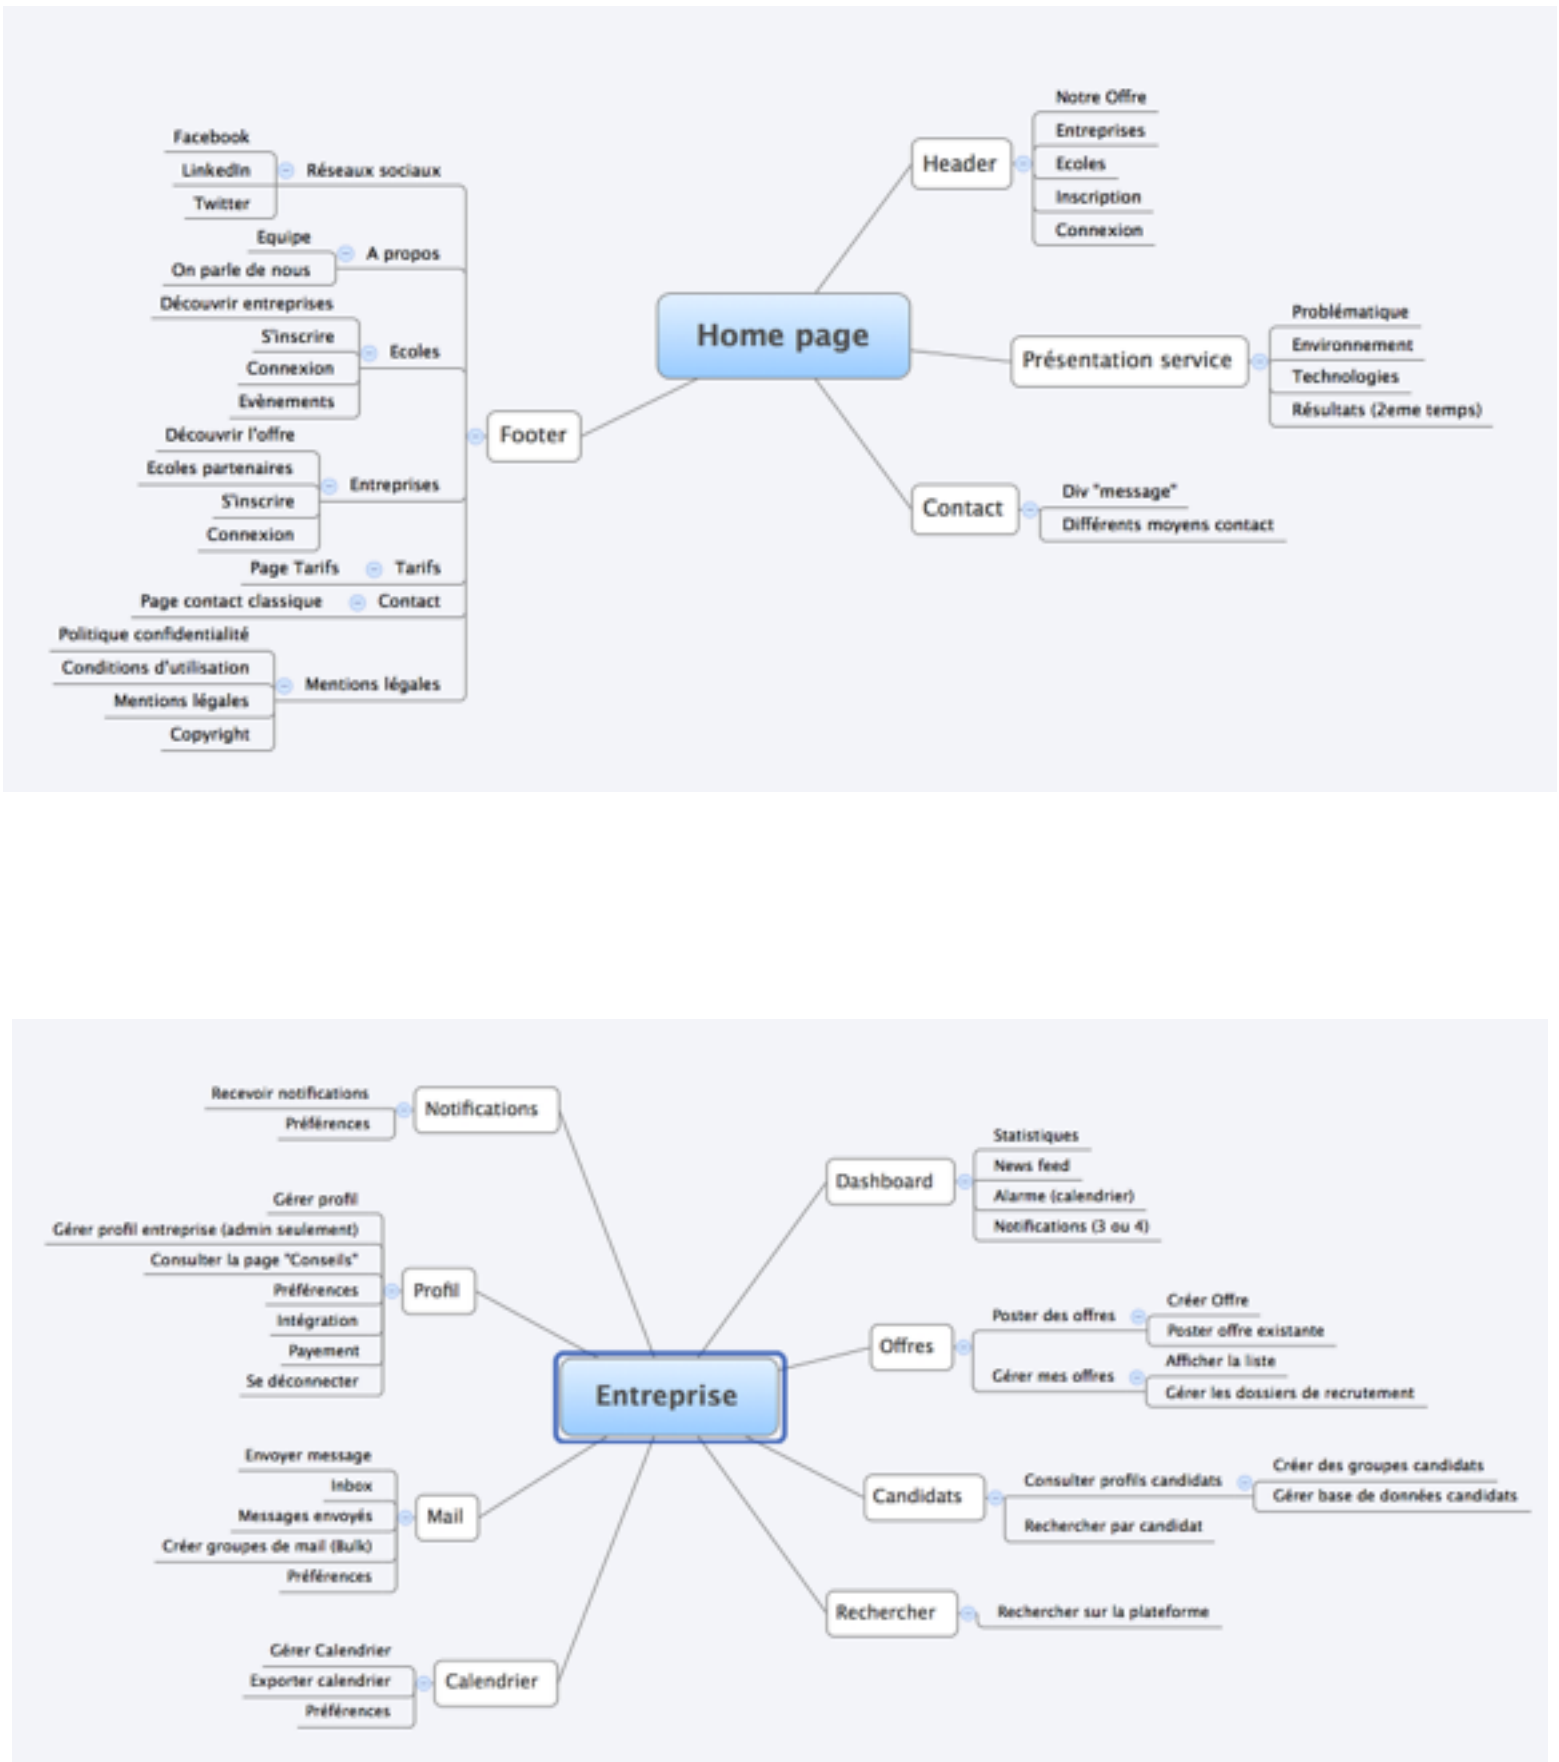 Home page
Header
Notre Offre
Entreprises
Ecoles
Inscription
Connexion
Présentation service
Problématique
Environnement
Technologies
Résultats (2eme temps)
Contact
Div "message"
Différents moyens contact
Footer
Réseaux sociaux
Facebook
LinkedIn
Twitter
A propos
Equipe
On parle de nous
Ecoles
Découvrir entreprises
S'inscrire
Connexion
Evènements
Entreprises
Découvrir l'offre
Ecoles partenaires
S'inscrire
Connexion
Tarifs
Page Tarifs
Contact
Page contact classique
Mentions légales
Politique confidentialité
Conditions d'utilisation
Mentions légales
Copyright
Entreprise
Dashboard
Statistiques
News feed
Alarme (calendrier)
Notifications (3 ou 4)
Offres
Poster des offres
Créer Offre
Poster offre existante
Gérer mes offres
Afficher la liste
Gérer les dossiers de recrutement
Candidats
Consulter profils candidats
Créer des groupes candidats
Gérer base de données candidats
Rechercher par candidat
Rechercher
Rechercher sur la plateforme
Notifications
Recevoir notifications
Préférences
Profil
Gérer profil
Gérer profil entreprise (admin seulement)
Consulter la page "Conseils"
Préférences
Intégration
Payement
Se déconnecter
Mail
Envoyer message
Inbox
Messages envoyés
Créer groupes de mail (Bulk)
Préférences
Calendrier
Gérer Calendrier
Exporter calendrier
Préférences